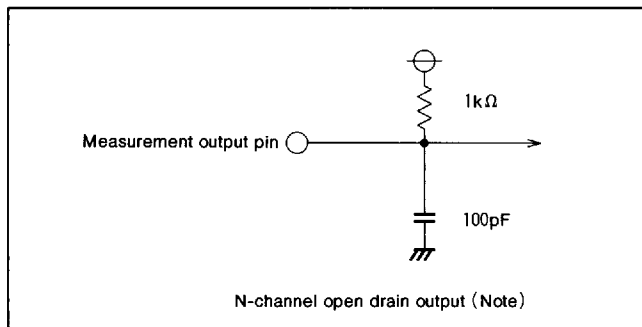 1kΩ
Measurement output pin
100pF
N-channel open drain output (Note)